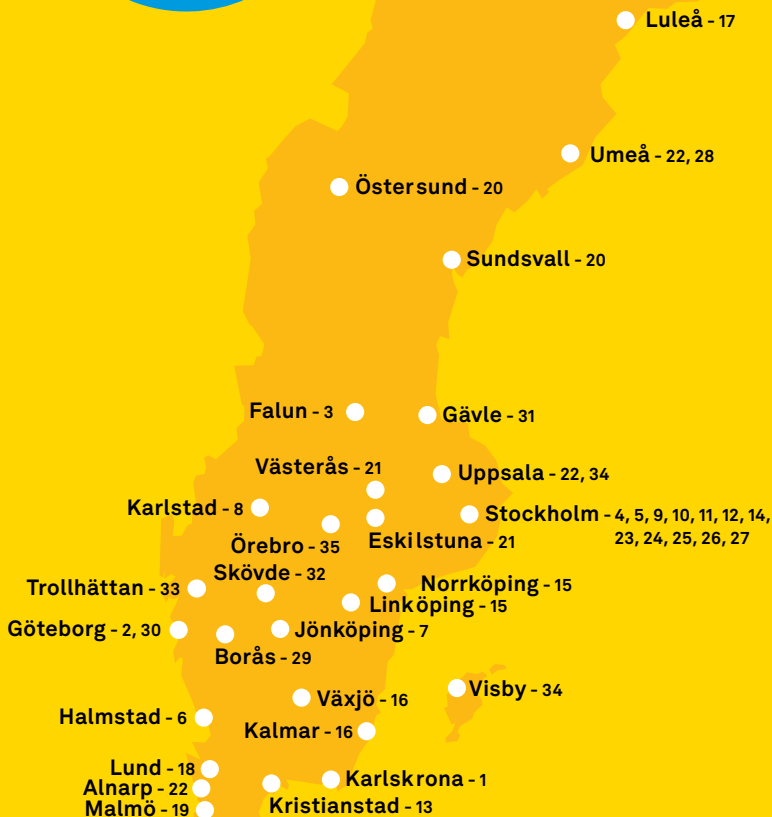 Luleå - 17
Umeå - 22, 28
Östersund - 20
Sundsvall - 20
Falun - 3
Gävle - 31
Västerås - 21
Uppsala - 22, 34
Karlstad - 8
Stockholm - 4, 5, 9, 10, 11, 12, 14,
23, 24, 25, 26, 27
Örebro - 35
Eskilstuna - 21
Skövde - 32
Trollhättan - 33
Norrköping - 15
Linköping - 15
Göteborg - 2, 30
Jönköping - 7
Borås - 29
Växjö - 16
Visby - 34
Halmstad - 6
Kalmar - 16
Lund - 18
Karlskrona - 1
Alnarp - 22
Malmö - 19
Kristianstad - 13